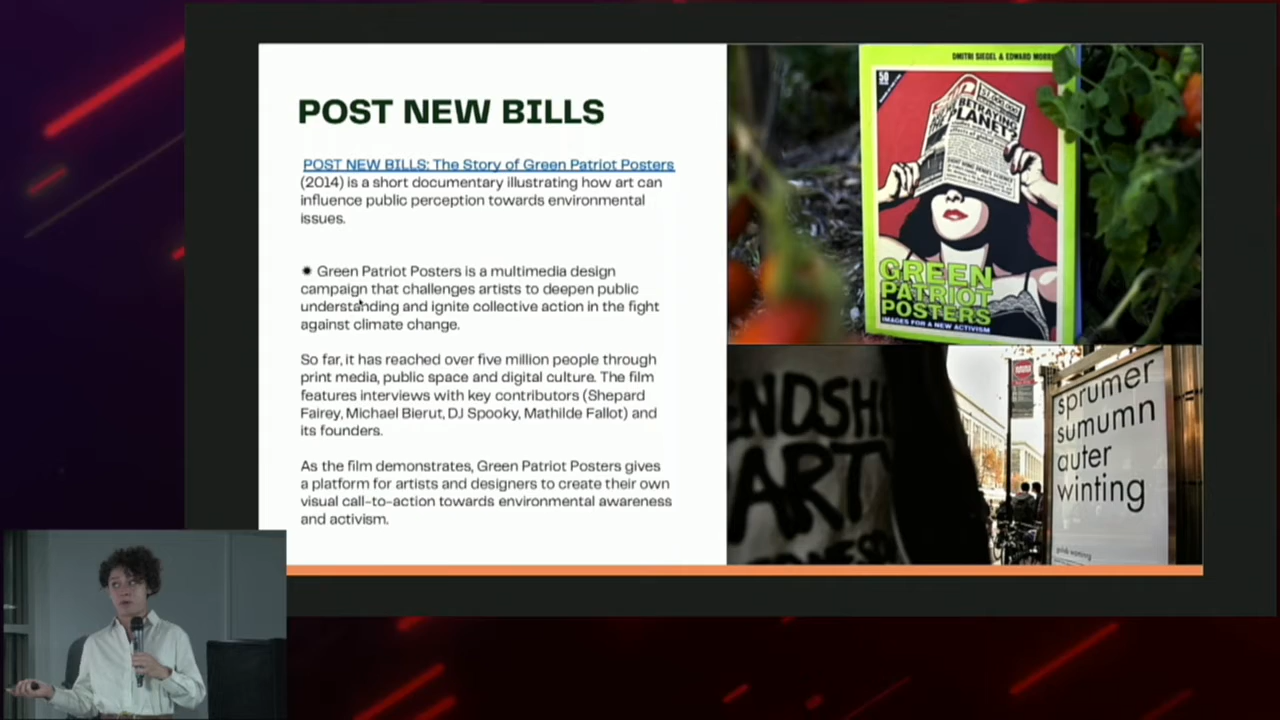 POST NEW BILLS
POST NEW BILLS: The Story of Green Patriot Posters
(2014) is a short documentary illustrating how art can
influence public perception towards environmental
issues.
✹ Green Patriot Posters is a multimedia design
campaign that challenges artists to deepen public
understanding and ignite collective action in the fight
against climate change.
So far, it has reached over five million people through
print media, public space and digital culture. The film
features interviews with key contributors (Shepard
Fairey, Michael Bierut, DJ Spooky, Mathilde Fallot) and
its founders.
As the film demonstrates, Green Patriot Posters gives
a platform for artists and designers to create their own
visual call-to-action towards environmental awareness
and activism.
DMITRI SIEGEL & EDWARD
50
BETRAYING
PLANET?
GREEN
PATRIOT
POSTERS
IMAGES FOR A NEW ACTIVISM
ENDSH
ART
sprumer
sumumn
auter
winting